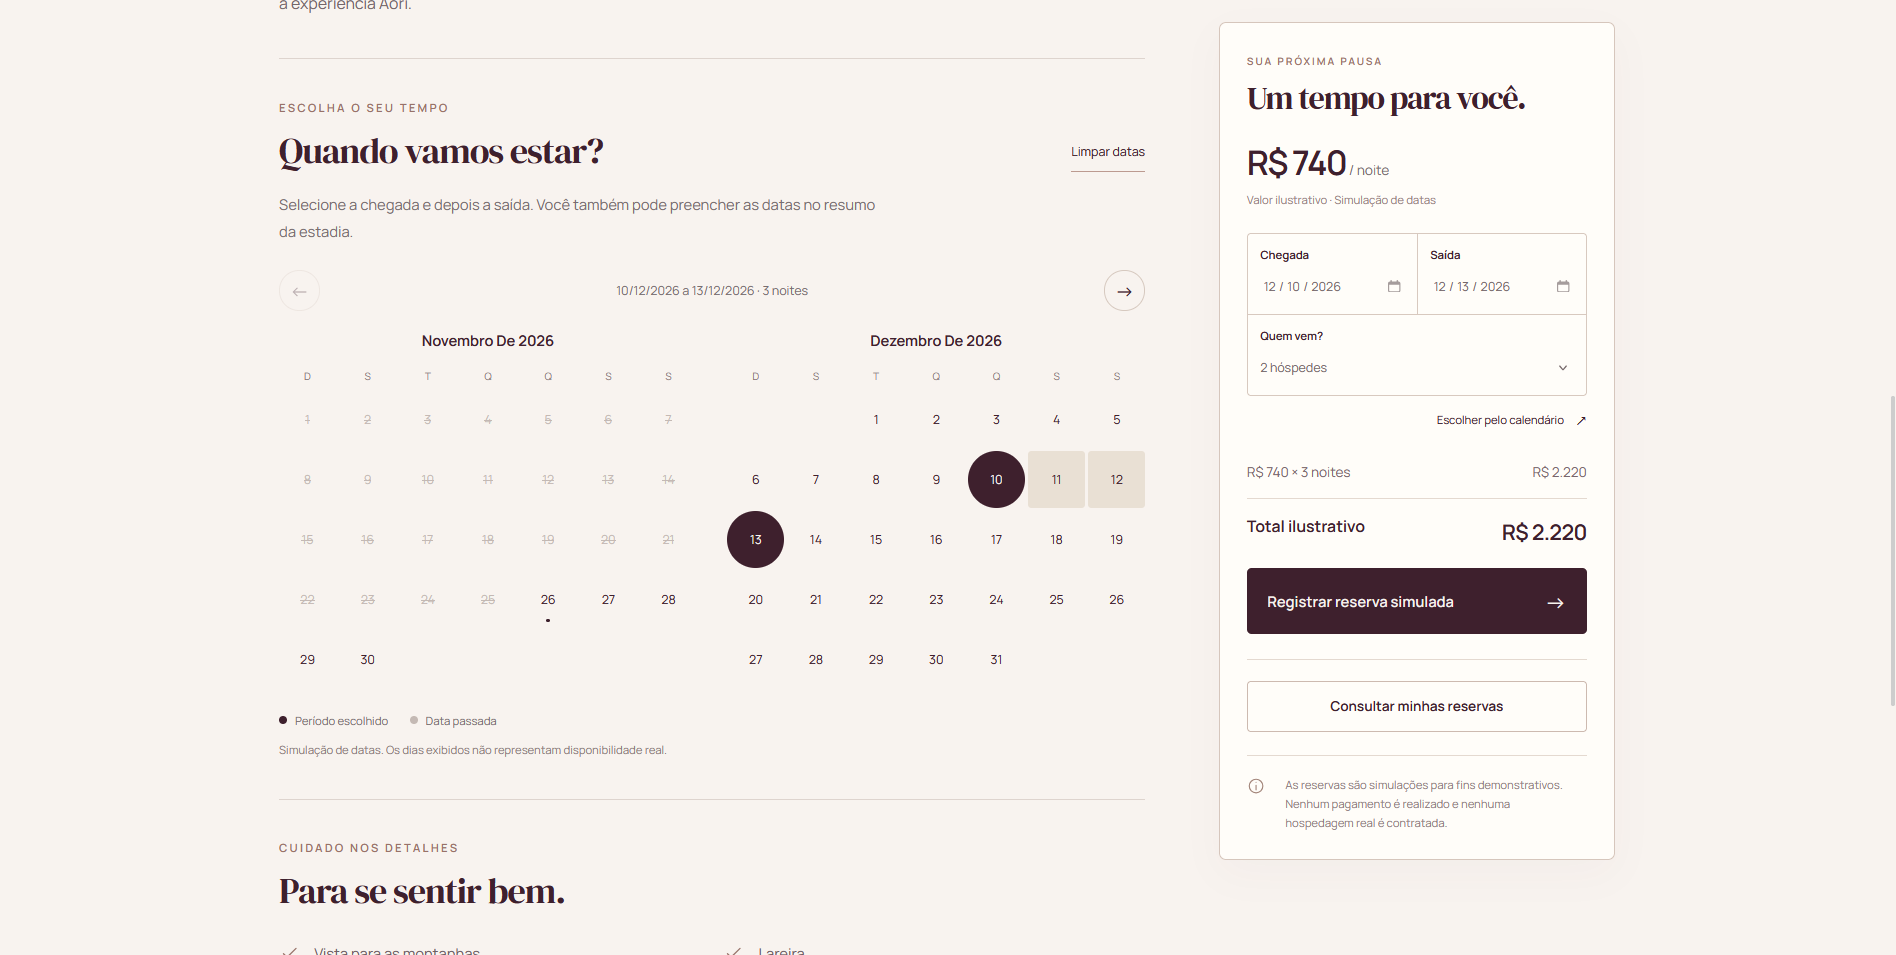 a experiência Aori.
ESCOLHA O SEU TEMPO
Quando vamos estar?
Limpar datas
Selecione a chegada e depois a saída. Você também pode preencher as datas no resumo
da estadia.
10/12/2026 a 13/12/2026 · 3 noites
Novembro De 2026
D S T Q Q S S
1 2 3 4 5 6 7
8 9 10 11 12 13 14
15 16 17 18 19 20 21
22 23 24 25 26 27 28
29 30
Dezembro De 2026
D S T Q Q S S
1 2 3 4 5
6 7 8 9 10 11 12
13 14 15 16 17 18 19
20 21 22 23 24 25 26
27 28 29 30 31
Período escolhido Data passada
Simulação de datas. Os dias exibidos não representam disponibilidade real.
CUIDADO NOS DETALHES
Para se sentir bem.
Vista para as montanhas
Lareira
SUA PRÓXIMA PAUSA
Um tempo para você.
R$ 740 / noite
Valor ilustrativo · Simulação de datas
Chegada
12 / 10 / 2026
Saída
12 / 13 / 2026
Quem vem?
2 hóspedes
Escolher pelo calendário ↗
R$ 740 × 3 noites R$ 2.220
Total ilustrativo R$ 2.220
Registrar reserva simulada →
Consultar minhas reservas
As reservas são simulações para fins demonstrativos.
Nenhum pagamento é realizado e nenhuma
hospedagem real é contratada.